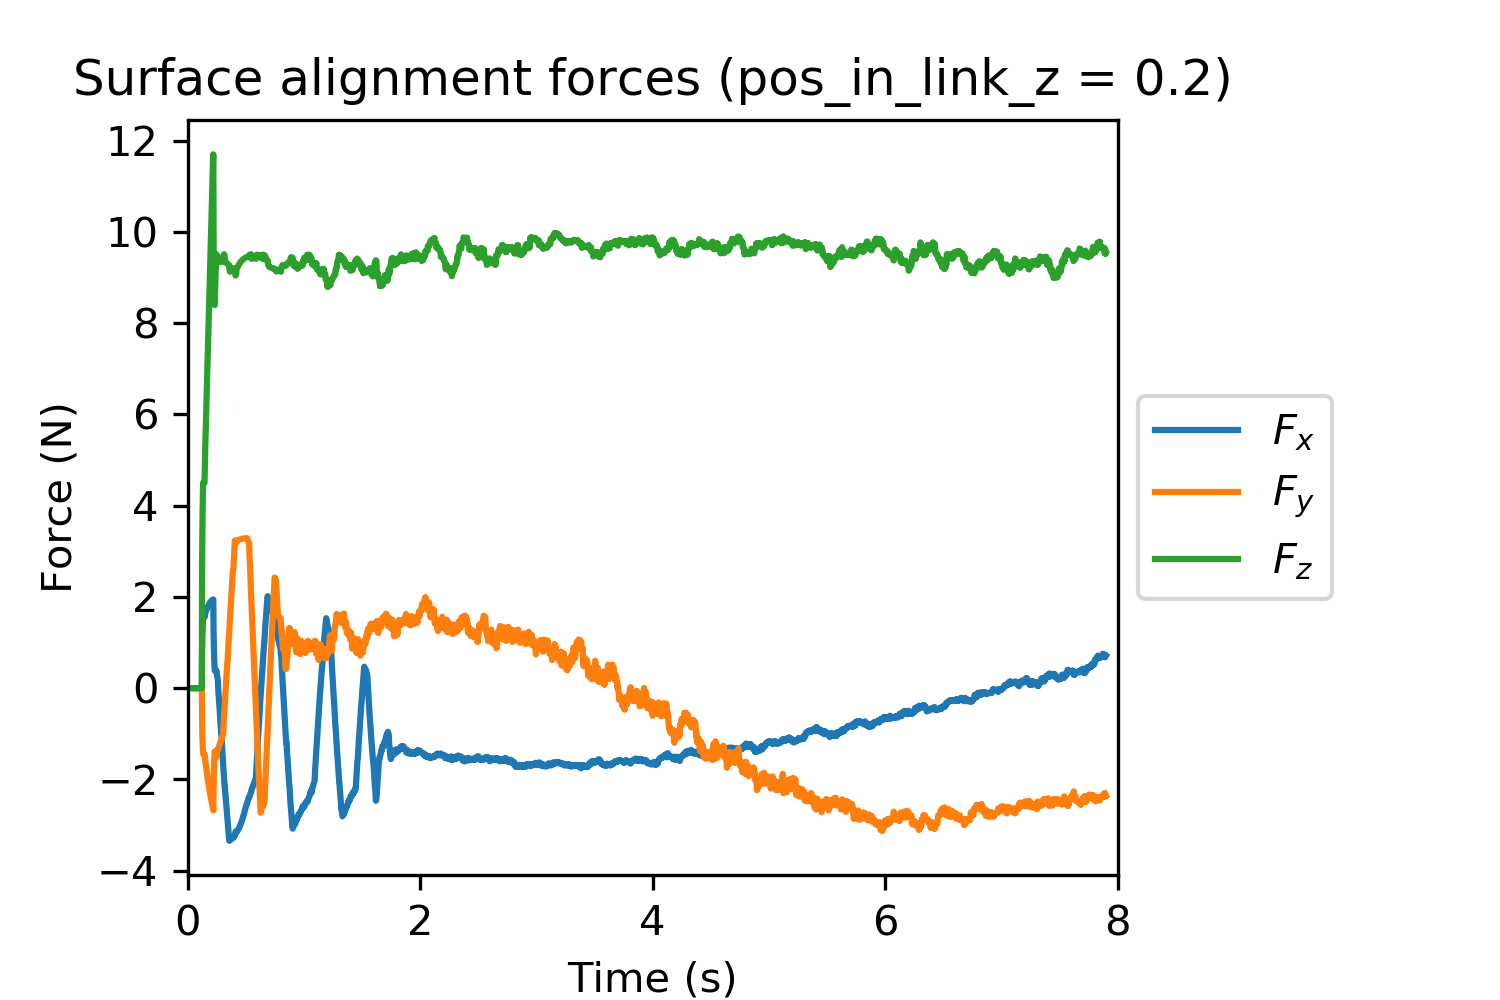 Surface alignment forces (pos_in_link_z = 0.2)
12
10
8
6
4
2
0
−2
−4
Force (N)
0 2 4 6 8
Time (s)
Fx
Fy
Fz